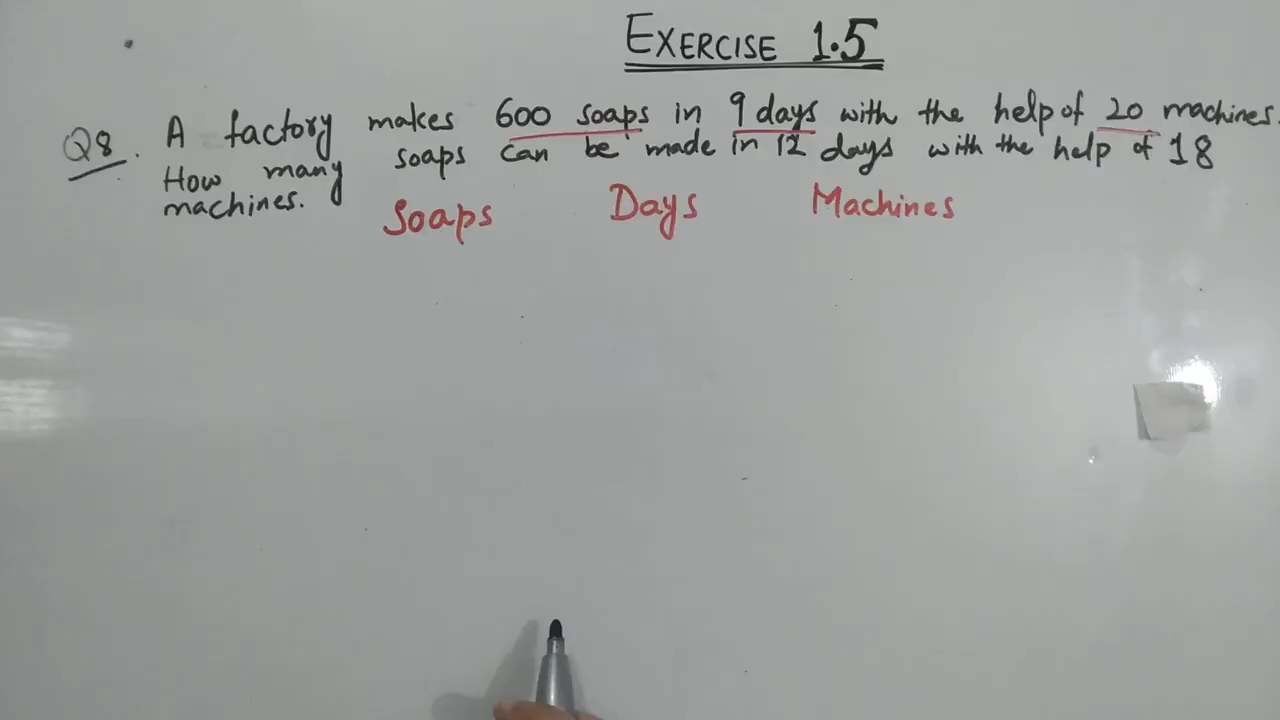 EXERCISE 1.5
Q8. A factory makes 600 soaps in 9 days with the help of 20 machines.
How many soaps can be made in 12 days with the help of 18
machines.
Soaps Days Machines